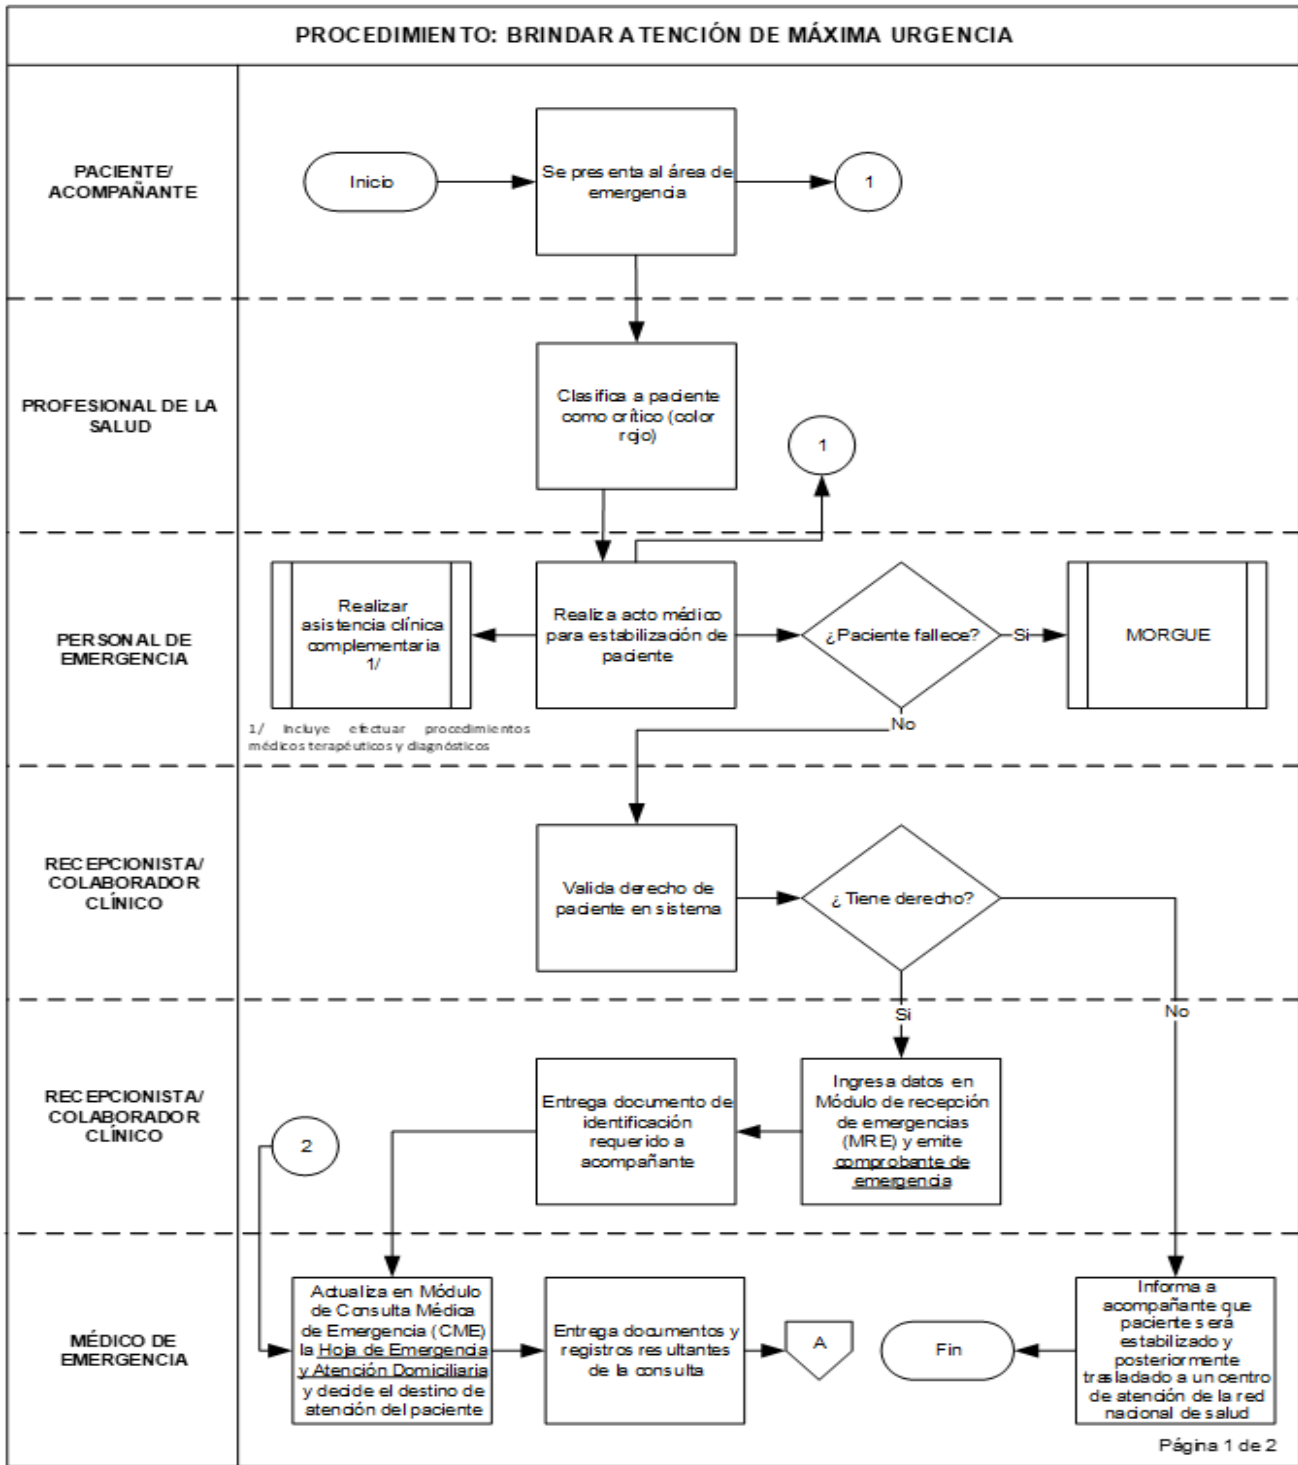 PROCEDIMIENTO: BRINDAR ATENCIÓN DE MÁXIMA URGENCIA
PACIENTE/
ACOMPAÑANTE
Inicio
Se presenta al área de
emergencia
1
PROFESIONAL DE LA
SALUD
Clasifica a paciente
como crítico (color
rojo)
1
PERSONAL DE
EMERGENCIA
Realizar
asistencia clínica
complementaria
1/
Realiza acto médico
para estabilización de
paciente
¿Paciente fallece?
Si
MORGUE
No
1/ Incluye efectuar procedimientos
médicos terapéuticos y diagnósticos
RECEPCIONISTA/
COLABORADOR
CLÍNICO
Valida derecho de
paciente en sistema
¿Tiene derecho?
Si
No
RECEPCIONISTA/
COLABORADOR
CLÍNICO
2
Entrega documento de
identificación
requerido a
acompañante
Ingresa datos en
Módulo de recepción
de emergencias
(MRE) y emite
comprobante de
emergencia
MÉDICO DE
EMERGENCIA
Actualiza en Módulo
de Consulta Médica
de Emergencia (CME)
la Hoja de Emergencia
y Atención Domiciliaria
y decide el destino de
atención del paciente
Entrega documentos y
registros resultantes
de la consulta
A
Fin
Informa a
acompañante que
paciente será
estabilizado y
posteriormente
trasladado a un centro
de atención de la red
nacional de salud
Página 1 de 2